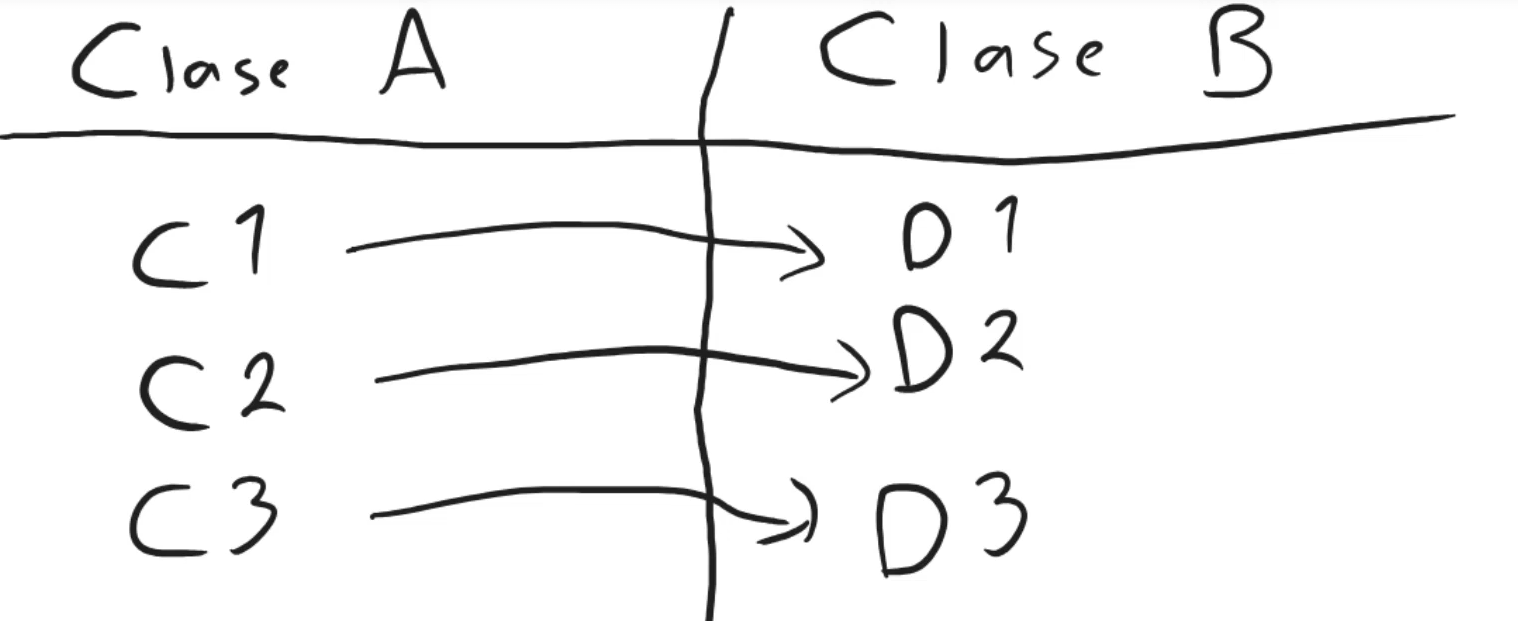 Clase A Clase B
C1 → D1
C2 → D2
C3 → D3